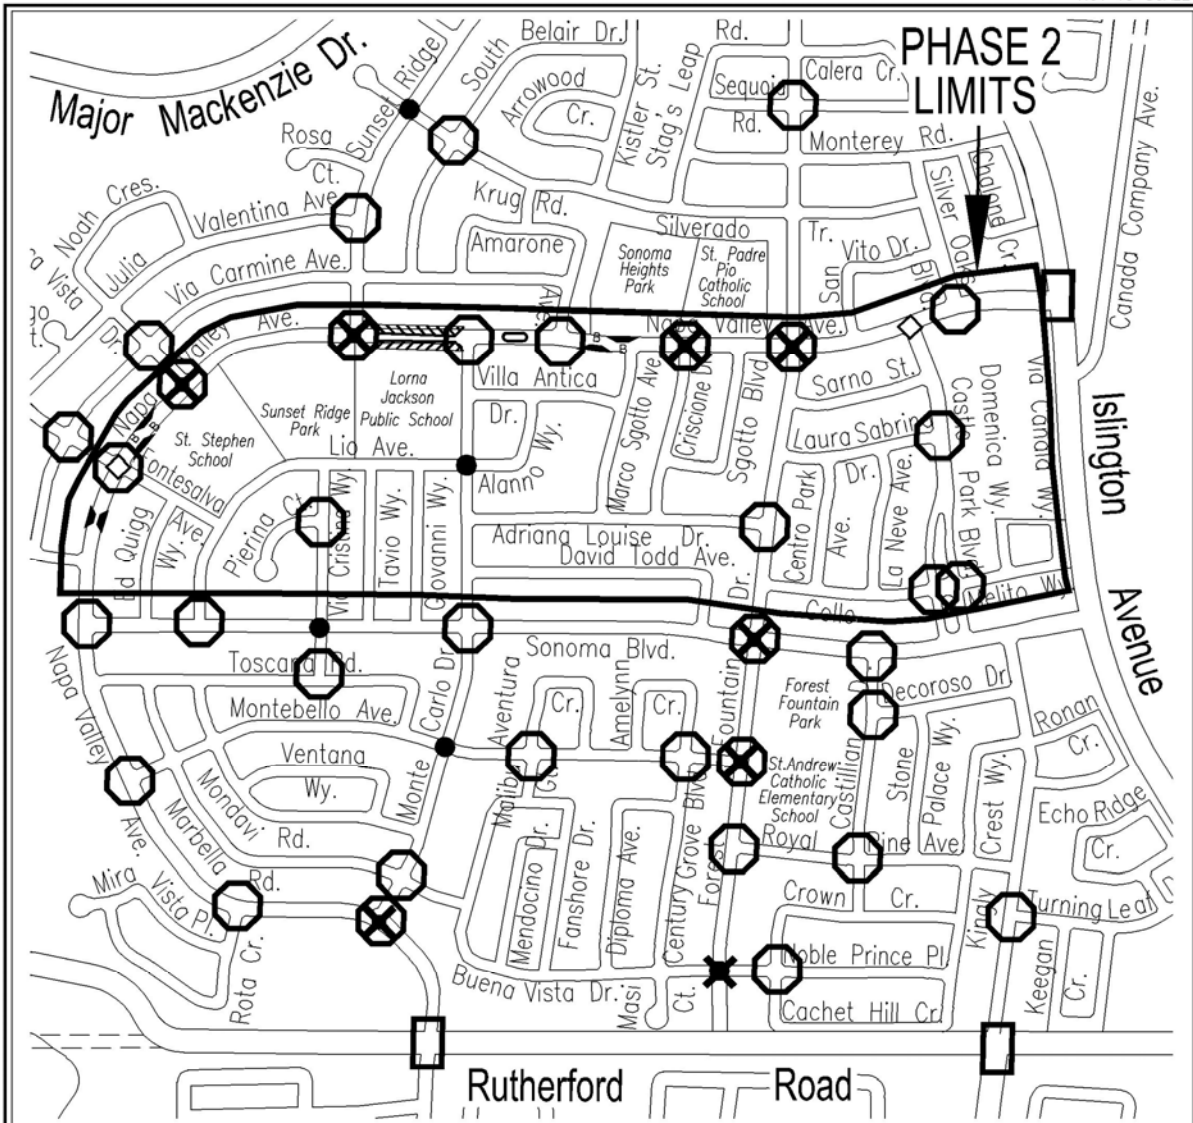 Major Mackenzie Dr.
PHASE 2
LIMITS
Belair Dr.
Rd.
Calera Cr.
Sequoia
Rd.
Monterey Rd.
Sunset Ridge
South
Arrowood
Cr.
Kistler St.
Stag's Leap
Rosa
Ct.
Krug Rd.
Amarone
Ave.
Silverado
Tr.
Vito Dr.
San
Silver Oaks
Blvd.
Chalone Cr.
Canada Company Ave.
Noah Cres.
Valentina Ave.
Julia
Via Carmine Ave.
Vista
Dr.
Sonoma
Heights
Park
St. Padre
Pio
Catholic
School
Napa Valley Ave.
Napa Valley Ave.
Villa Antica
Dr.
Wy.
Lorna
Jackson
Public School
Sunset Ridge
Park
St. Stephen
School
Lio Ave.
Alanno
Fontesalva
Ave.
Ed Quigg
Wy.
Pierina Ct.
Via Cristina Wy.
Tavio Wy.
Giovanni Wy.
Marco Sgotto Ave
Criscione Dr.
Sgotto Blvd.
Sarno St.
Laura Sabrina
Dr.
Castle
Park Blvd.
Domenica Wy.
Via Canada Wy.
Islington
Avenue
Adriana Louise Dr.
David Todd Ave.
Centro Park
Ave.
La Neve Ave.
Dr.
Colle
Melito Wy.
Toscana Rd.
Montebello Ave.
Ventana
Wy.
Carlo Dr.
Monte
Sonoma Blvd.
Aventura
Cr.
Amelynn
Cr.
Fountain
Forest
Fountain
Park
Decoroso Dr.
Ronan
Cr.
Napa Valley
Ave.
Mondavi
Rd.
Marbella
Rd.
Mira
Vista Pl.
Rota Cr.
Malibu
Mendocino Dr.
Fanshore Dr.
Diploma Ave.
Century Grove Blvd.
Forest
St.Andrew
Catholic
Elementary
School
Castillian
Stone
Palace Wy.
Crest Wy.
Echo Ridge
Cr.
Royal Pine Ave.
Crown Cr.
Kingly
Turning Leaf
Keegan
Cr.
Noble Prince Pl.
Cachet Hill Cr.
Buena Vista Dr.
Masi
Ct.
Rutherford Road